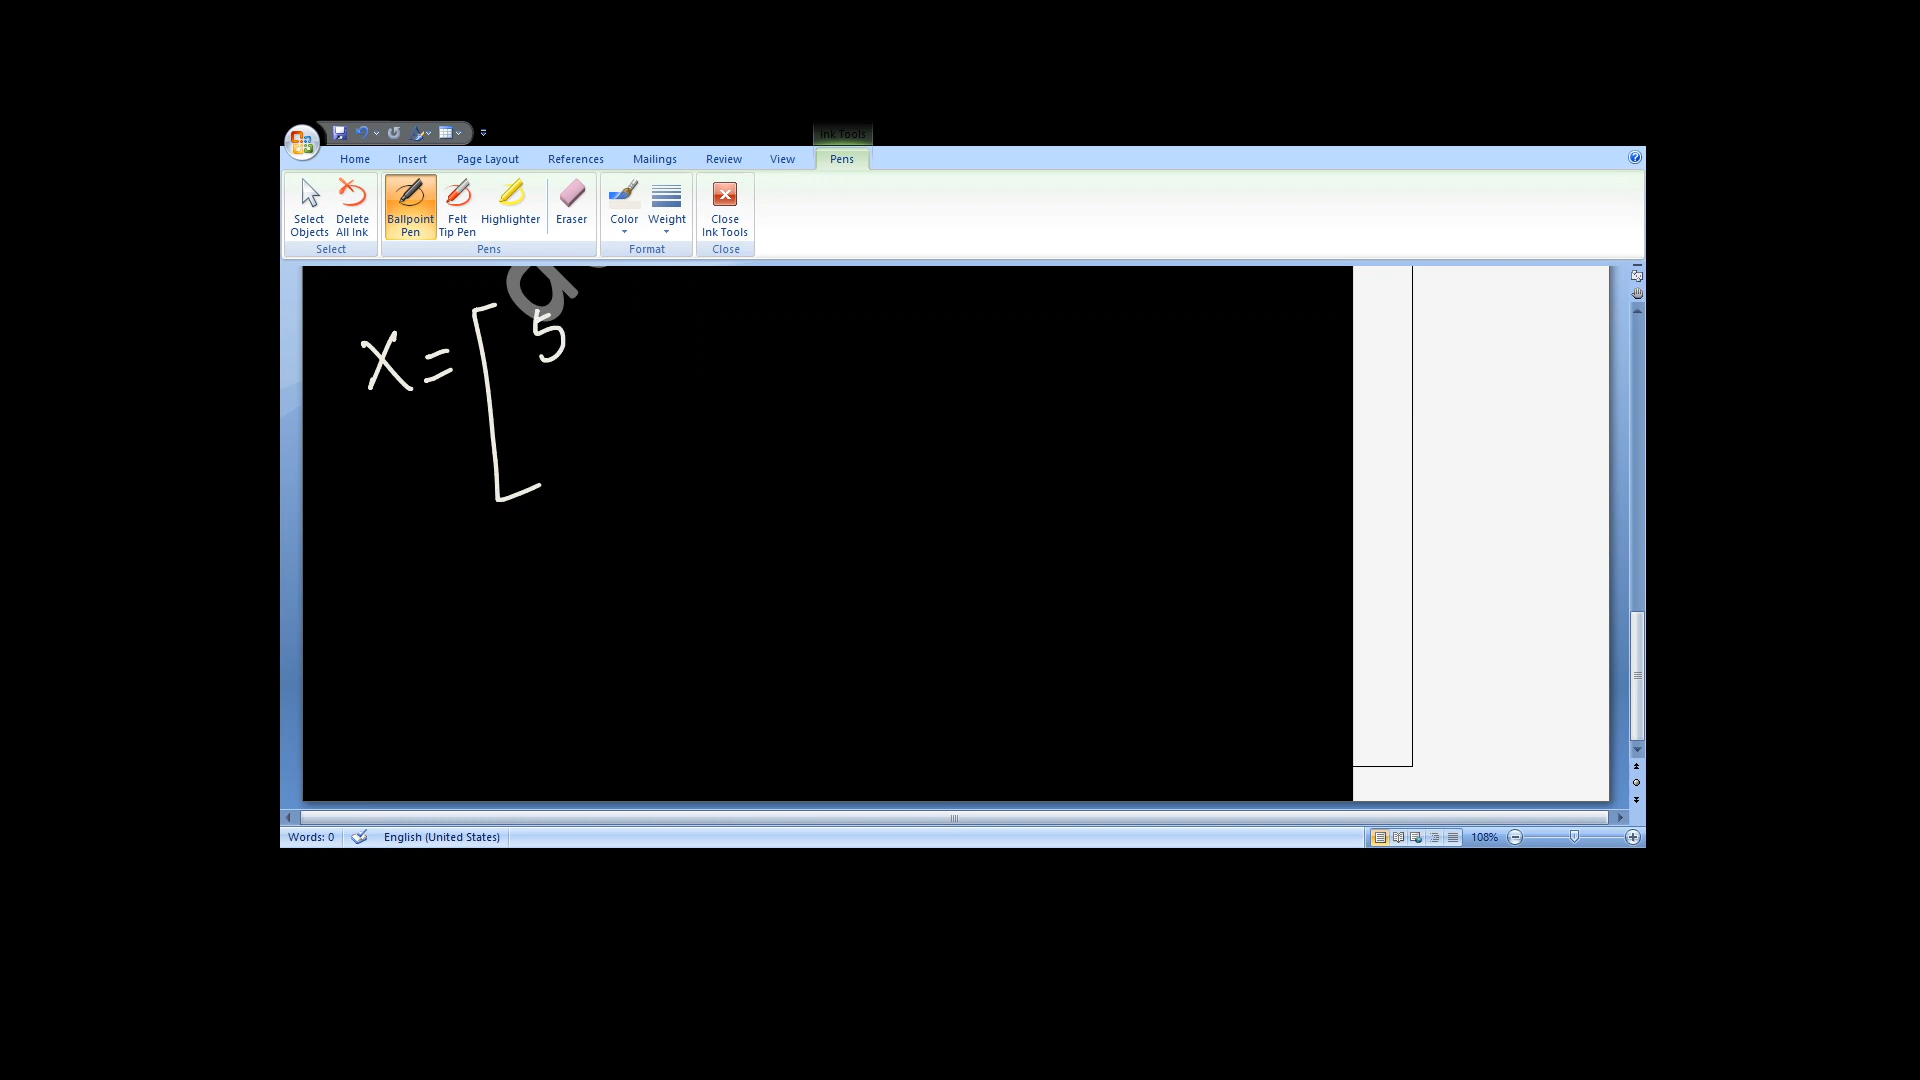 Ink Tools
Home Insert Page Layout References Mailings Review View Pens
Select Objects Delete All Ink Ballpoint Pen Felt Tip Pen Highlighter Eraser Color Weight Close Ink Tools
Select Pens Format Close
X = [ 5
Words: 0 English (United States) 108%